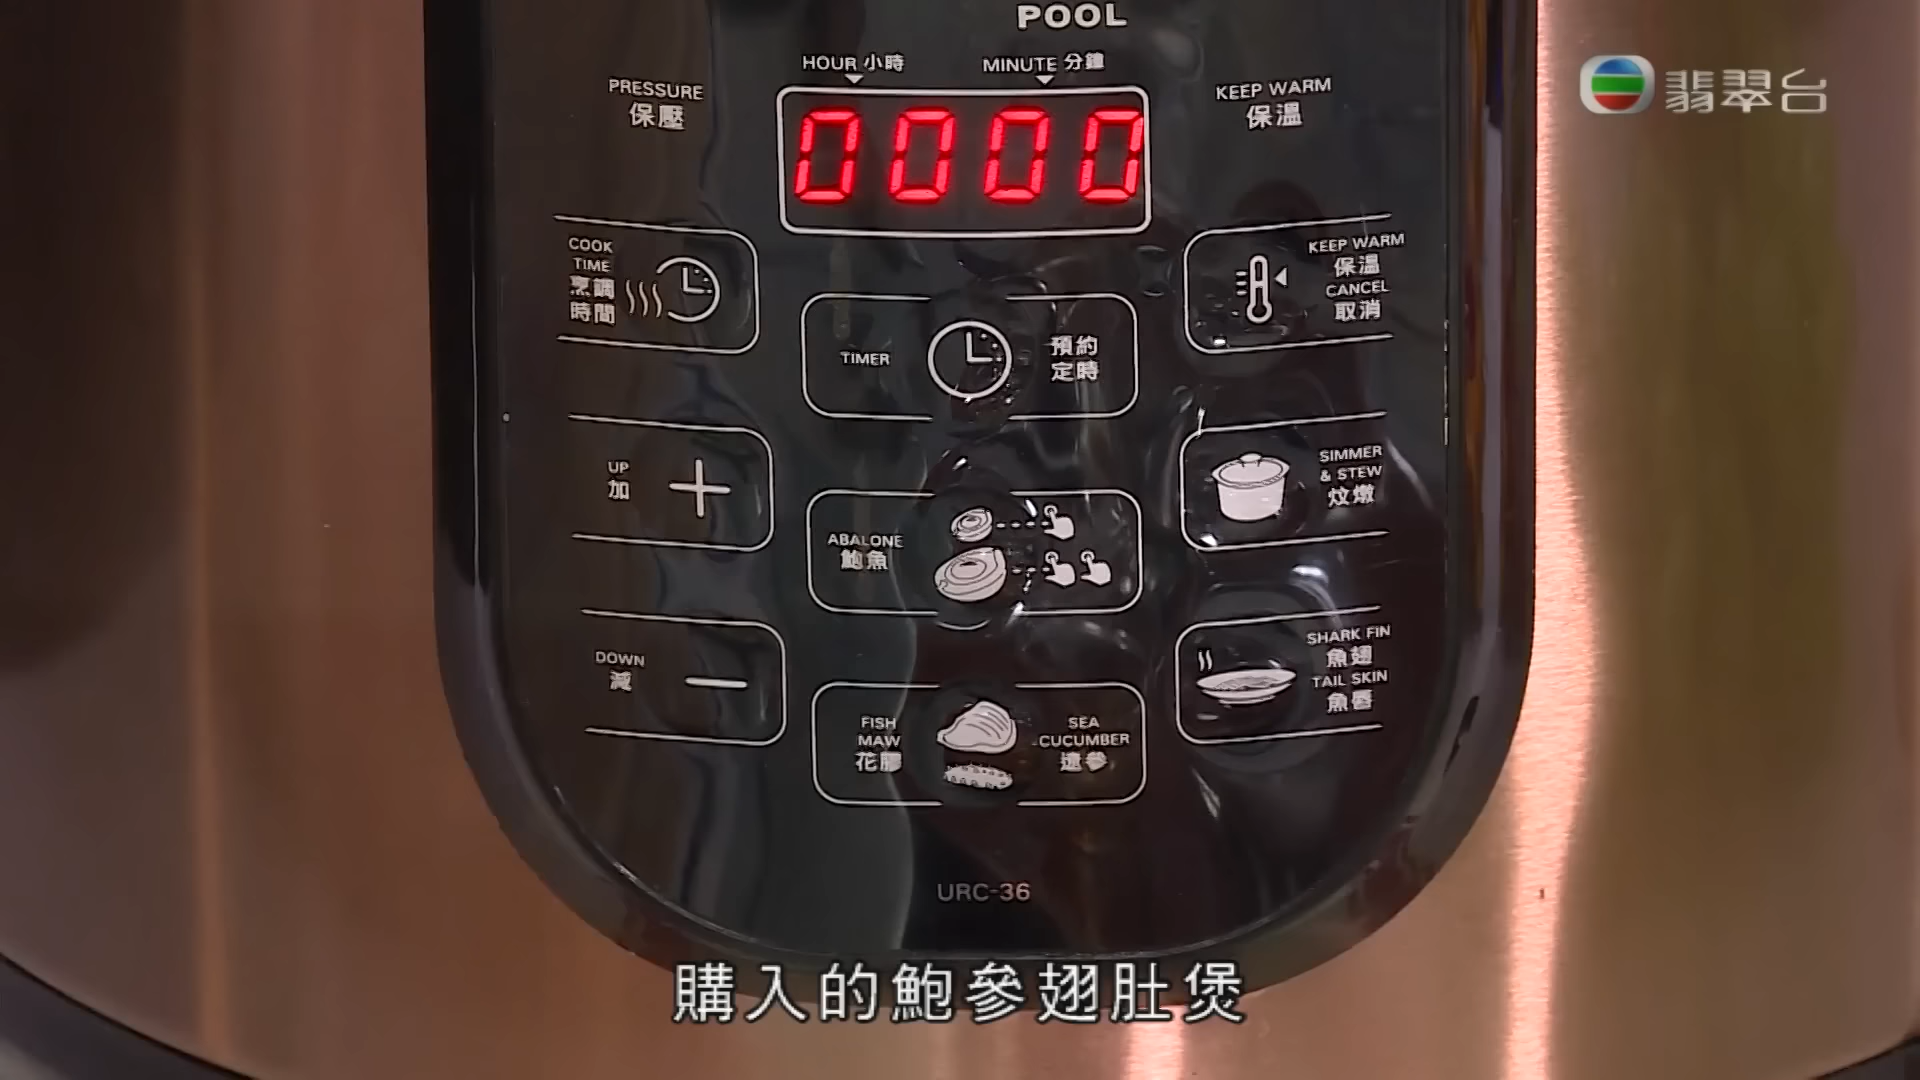 POOL
翡翠台
HOUR 小時
MINUTE 分鐘
PRESSURE
保壓
KEEP WARM
保溫
0000
COOK
TIME
烹調
時間
KEEP WARM
保溫
CANCEL
取消
TIMER
預約
定時
UP
加
SIMMER
& STEW
炆燉
ABALONE
鮑魚
DOWN
減
SHARK FIN
魚翅
TAIL SKIN
魚唇
FISH
MAW
花膠
SEA
CUCUMBER
遼參
URC-36
購入的鮑參翅肚煲